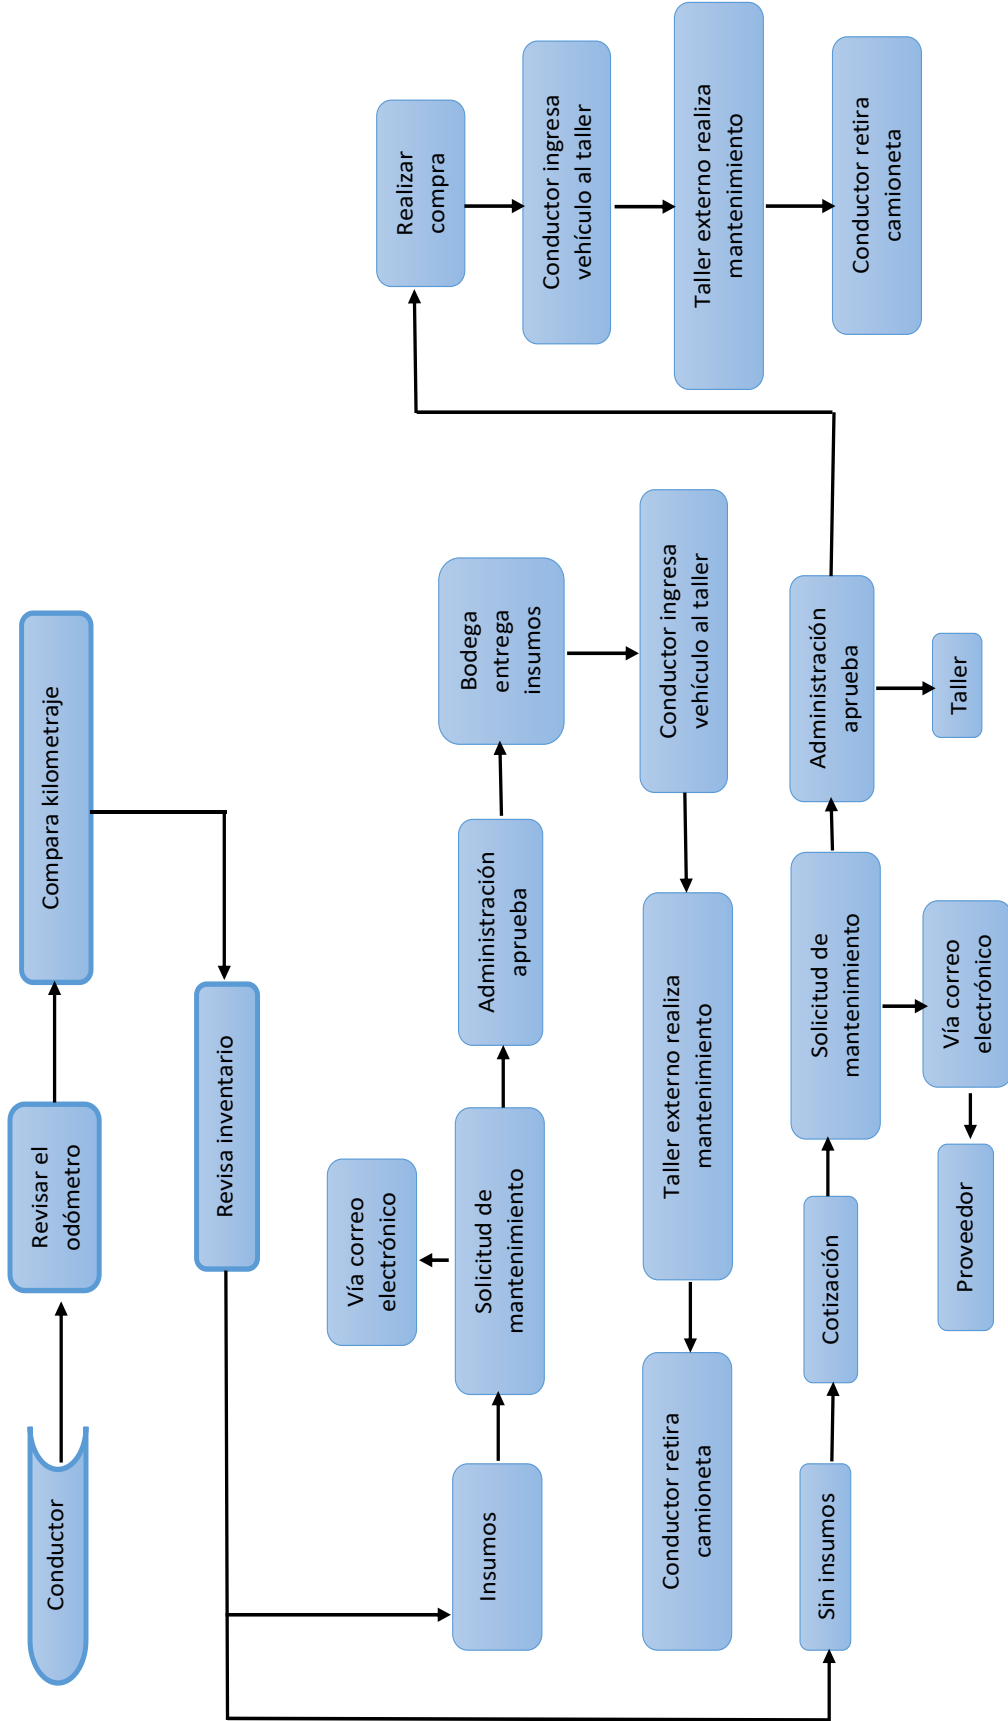 Conductor
Revisar el
odómetro
Compara kilometraje
Revisa inventario
Vía correo
electrónico
Insumos
Solicitud de
mantenimiento
Administración
aprueba
Bodega
entrega
insumos
Conductor ingresa
vehículo al taller
Taller externo realiza
mantenimiento
Conductor retira
camioneta
Sin insumos
Cotización
Solicitud de
mantenimiento
Administración
aprueba
Vía correo
electrónico
Proveedor
Taller
Realizar
compra
Conductor ingresa
vehículo al taller
Taller externo realiza
mantenimiento
Conductor retira
camioneta